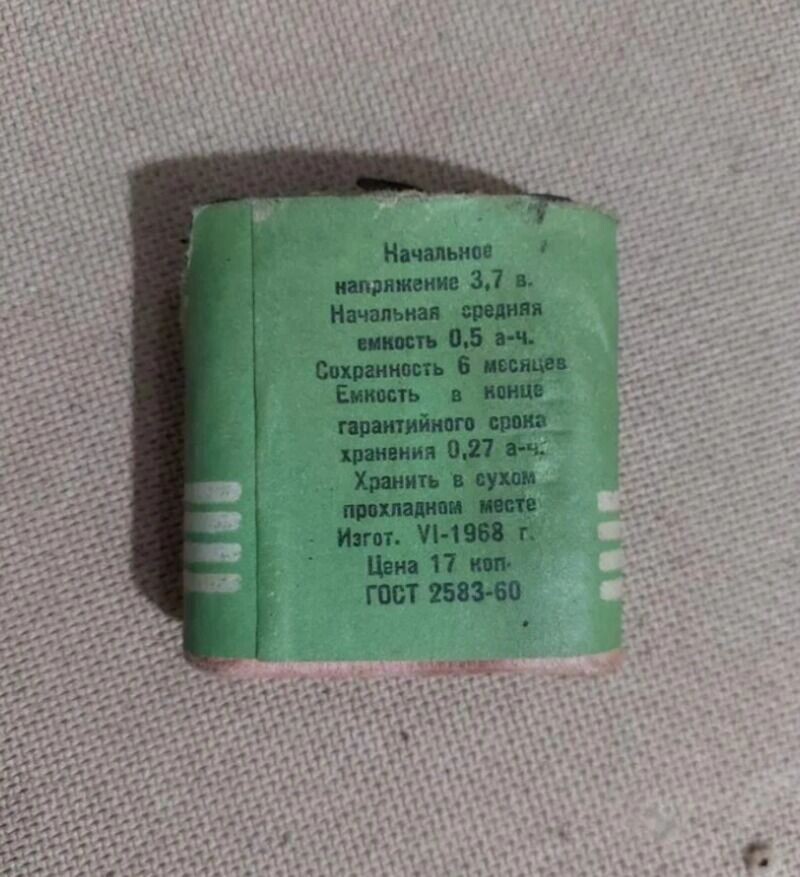 Начальное
напряжение 3,7 в.
Начальная средняя
емкость 0,5 а-ч.
Сохранность 6 месяцев
Емкость в конце
гарантийного срока
хранения 0,27 а-ч.
Хранить в сухом
прохладном месте
Изгот. VI-1968 г.
Цена 17 коп.
ГОСТ 2583-60